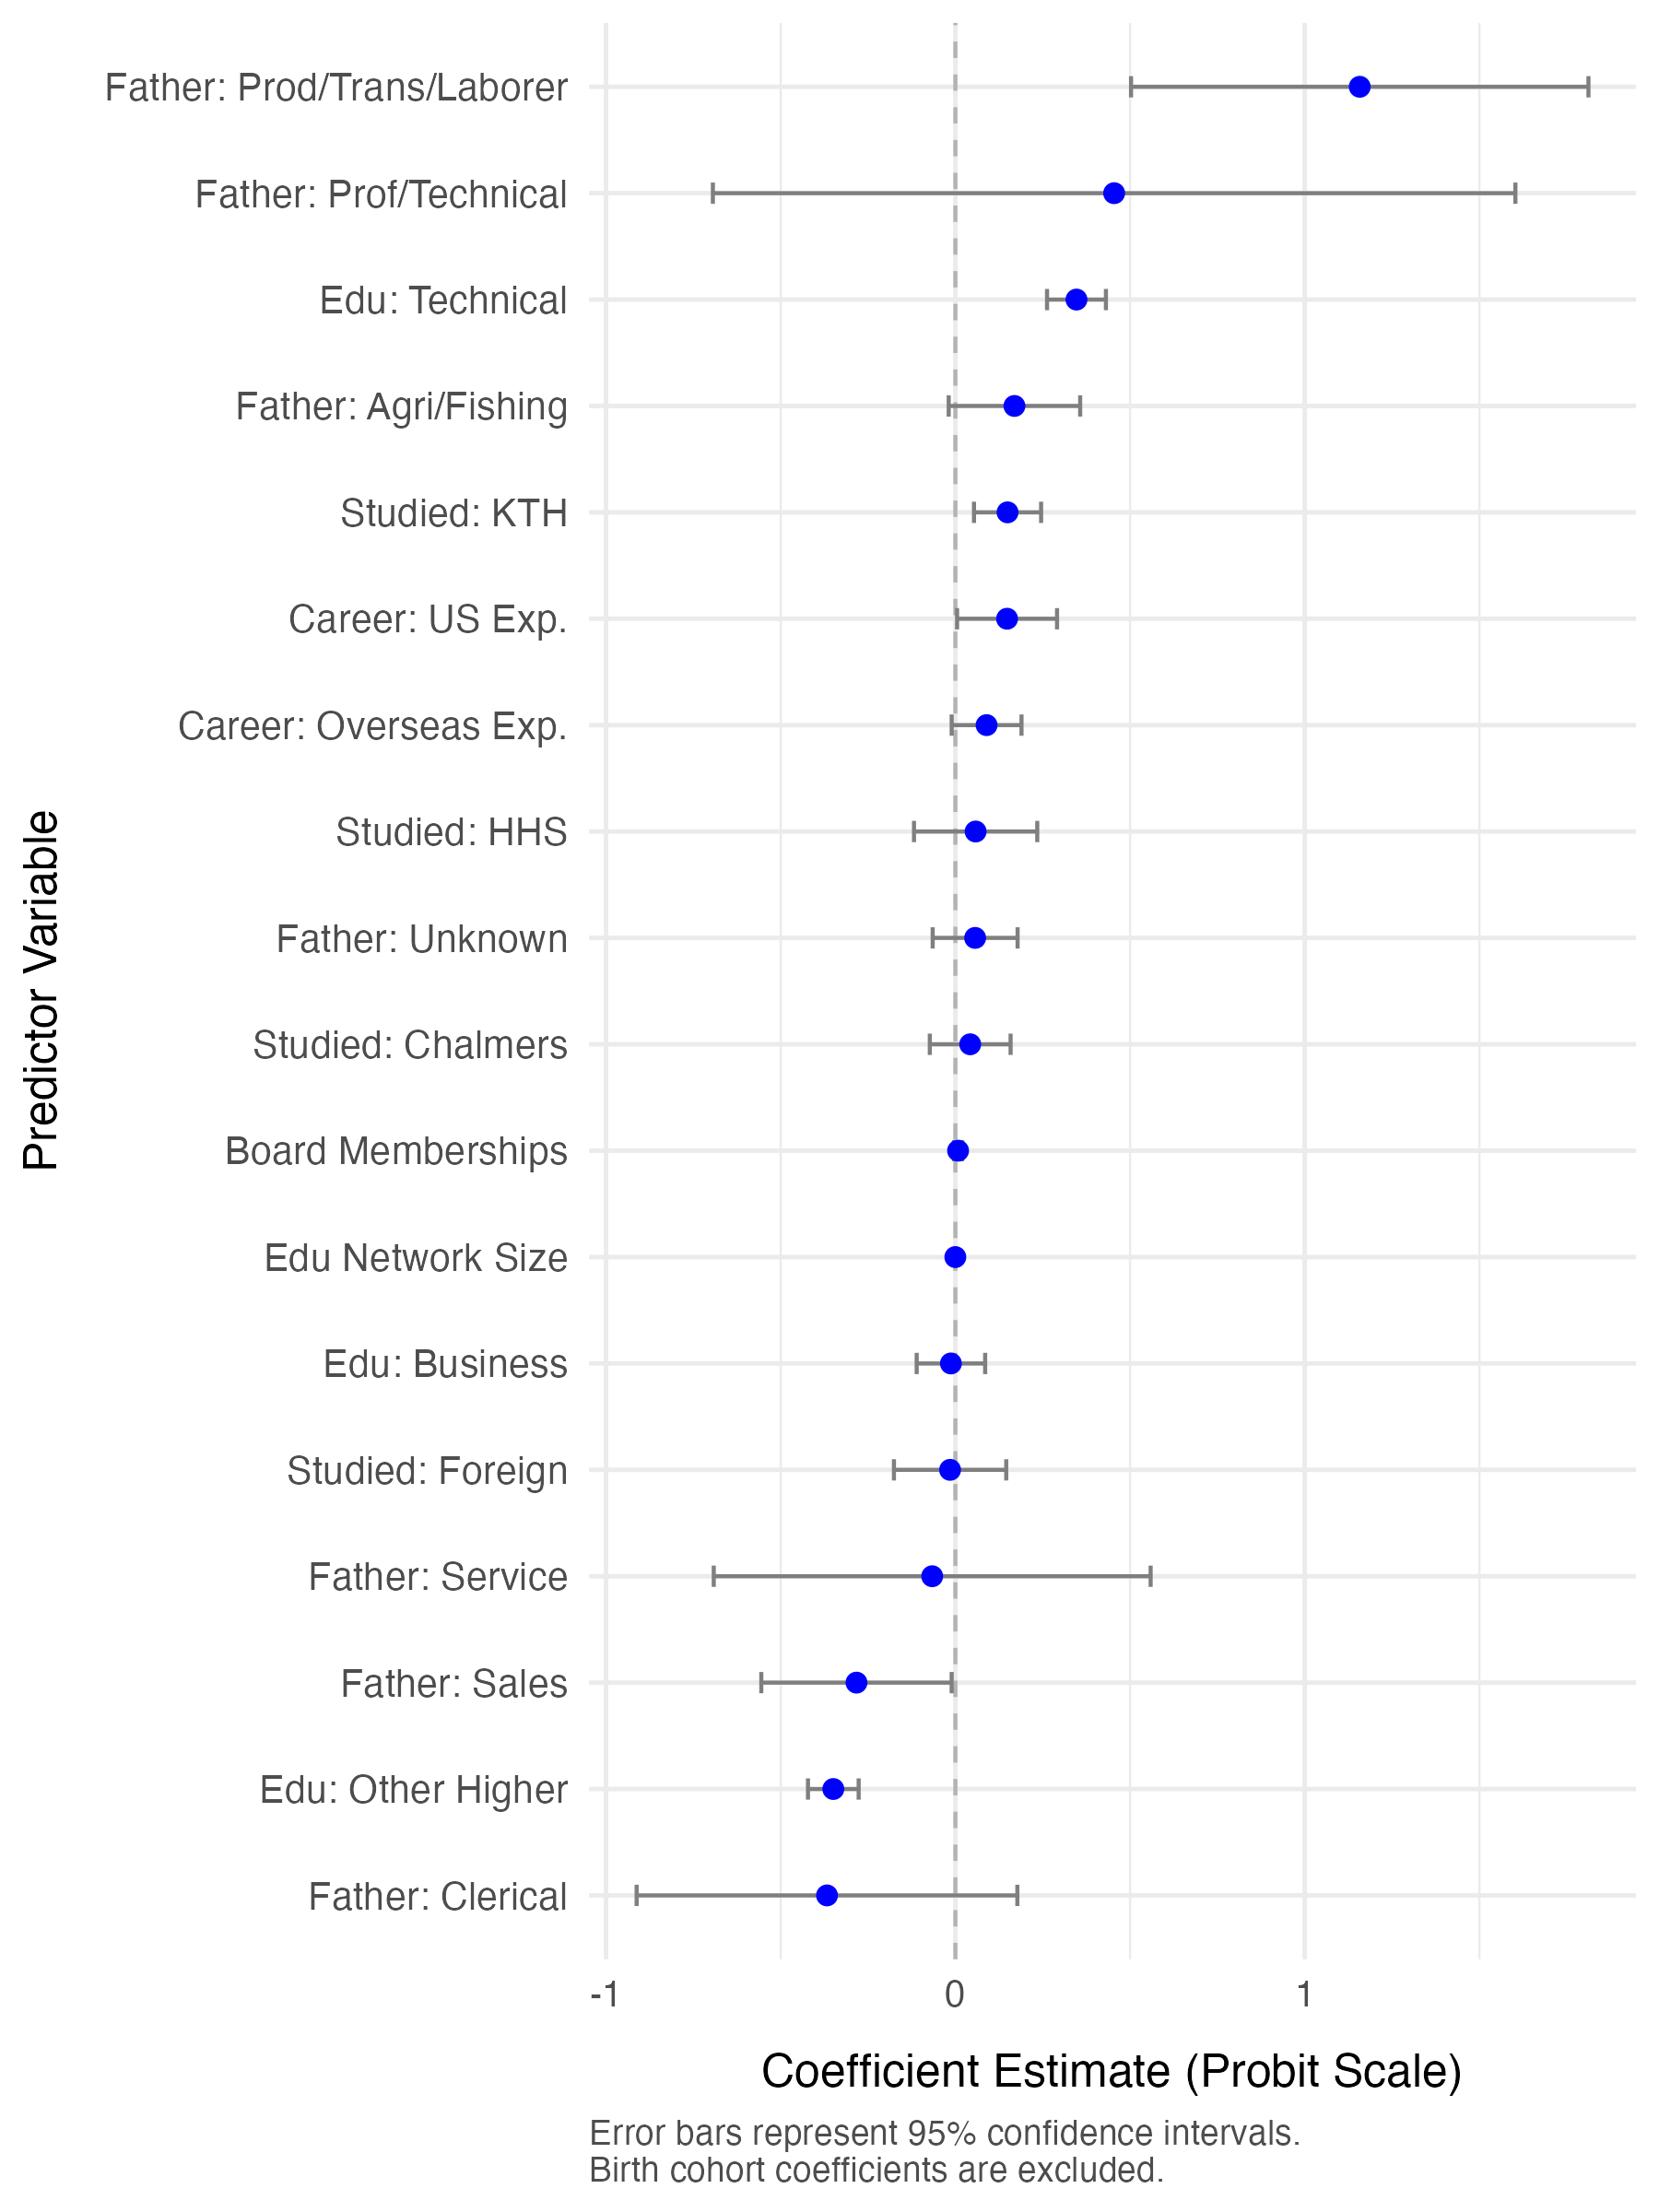 Father: Prod/Trans/Laborer
Father: Prof/Technical
Edu: Technical
Father: Agri/Fishing
Studied: KTH
Career: US Exp.
Career: Overseas Exp.
Studied: HHS
Father: Unknown
Studied: Chalmers
Board Memberships
Edu Network Size
Edu: Business
Studied: Foreign
Father: Service
Father: Sales
Edu: Other Higher
Father: Clerical
Predictor Variable
-1 0 1
Coefficient Estimate (Probit Scale)
Error bars represent 95% confidence intervals.
Birth cohort coefficients are excluded.